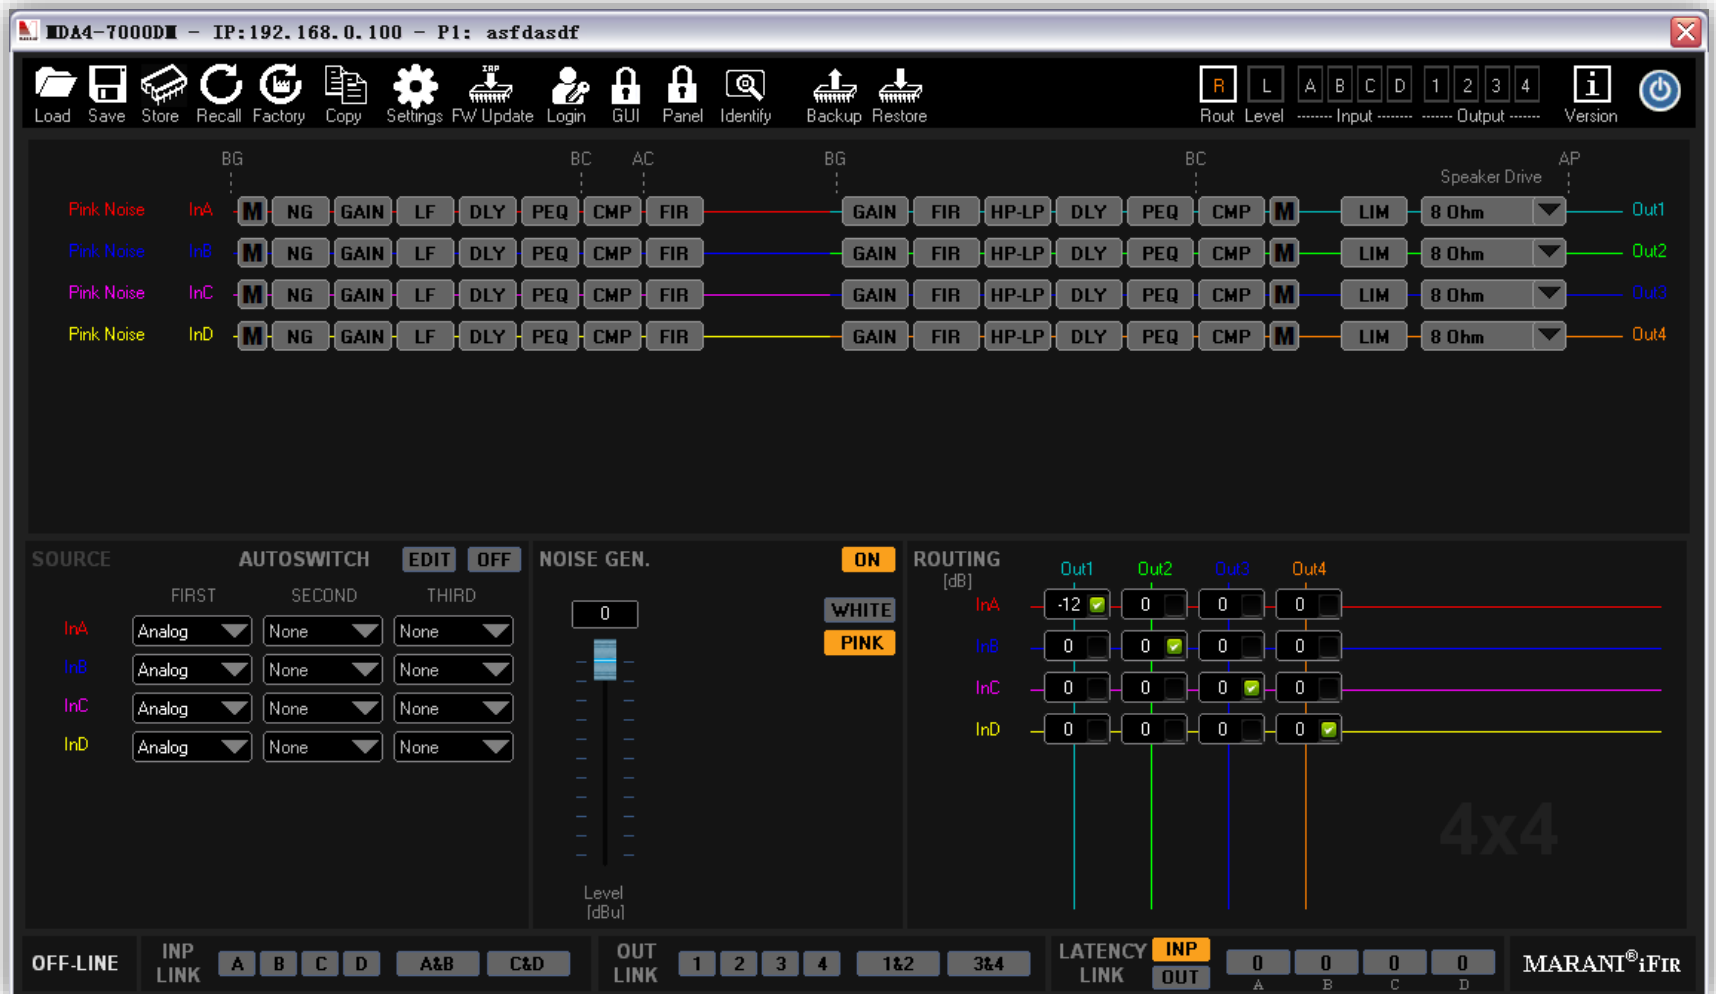 MDA4-7000DM - IP:192.168.0.100 - P1: asfdasdf
IAP
R L A B C D 1 2 3 4 i
Load Save Store Recall Factory Copy Settings FW Update Login GUI Panel Identify Backup Restore Rout Level ------- Input ------- ------ Output ------ Version
BG BC AC BG BC AP
Speaker Drive
Pink Noise InA M NG GAIN LF DLY PEQ CMP FIR GAIN FIR HP-LP DLY PEQ CMP M LIM 8 Ohm Out1
Pink Noise InB M NG GAIN LF DLY PEQ CMP FIR GAIN FIR HP-LP DLY PEQ CMP M LIM 8 Ohm Out2
Pink Noise InC M NG GAIN LF DLY PEQ CMP FIR GAIN FIR HP-LP DLY PEQ CMP M LIM 8 Ohm Out3
Pink Noise InD M NG GAIN LF DLY PEQ CMP FIR GAIN FIR HP-LP DLY PEQ CMP M LIM 8 Ohm Out4
SOURCE AUTOSWITCH EDIT OFF
FIRST SECOND THIRD
InA Analog None None
InB Analog None None
InC Analog None None
InD Analog None None
NOISE GEN. ON
0
WHITE
PINK
Level
[dBu]
ROUTING
[dB]
Out1 Out2 Out3 Out4
InA -12 0 0 0
InB 0 0 0 0
InC 0 0 0 0
InD 0 0 0 0
4x4
OFF-LINE
INP LINK A B C D A&B C&D
OUT LINK 1 2 3 4 1&2 3&4
LATENCY LINK INP OUT
0 0 0 0
A B C D
MARANI®iFIR